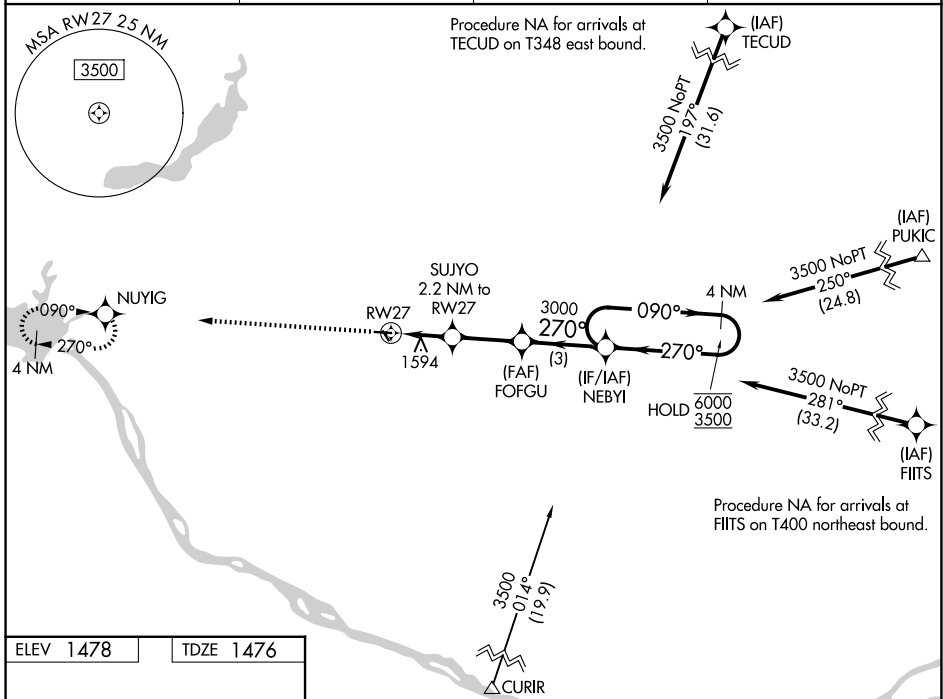 MSA RW27 25 NM
3500
Procedure NA for arrivals at
TECUD on T348 east bound.
(IAF)
TECUD
3500 NoPT
197°
(31.6)
(IAF)
PUKIC
3500 NoPT
250°
(24.8)
NUYIG
090°
270°
4 NM
RW27
1594
SUJYO
2.2 NM to
RW27
(FAF)
FOFGU
3000
270°
(3)
(IF/IAF)
NEBYI
090°
270°
4 NM
HOLD
6000
3500
3500 NoPT
281°
(33.2)
(IAF)
FIITS
Procedure NA for arrivals at
FIITS on T400 northeast bound.
3500
014°
(19.9)
CURIR
ELEV 1478
TDZE 1476